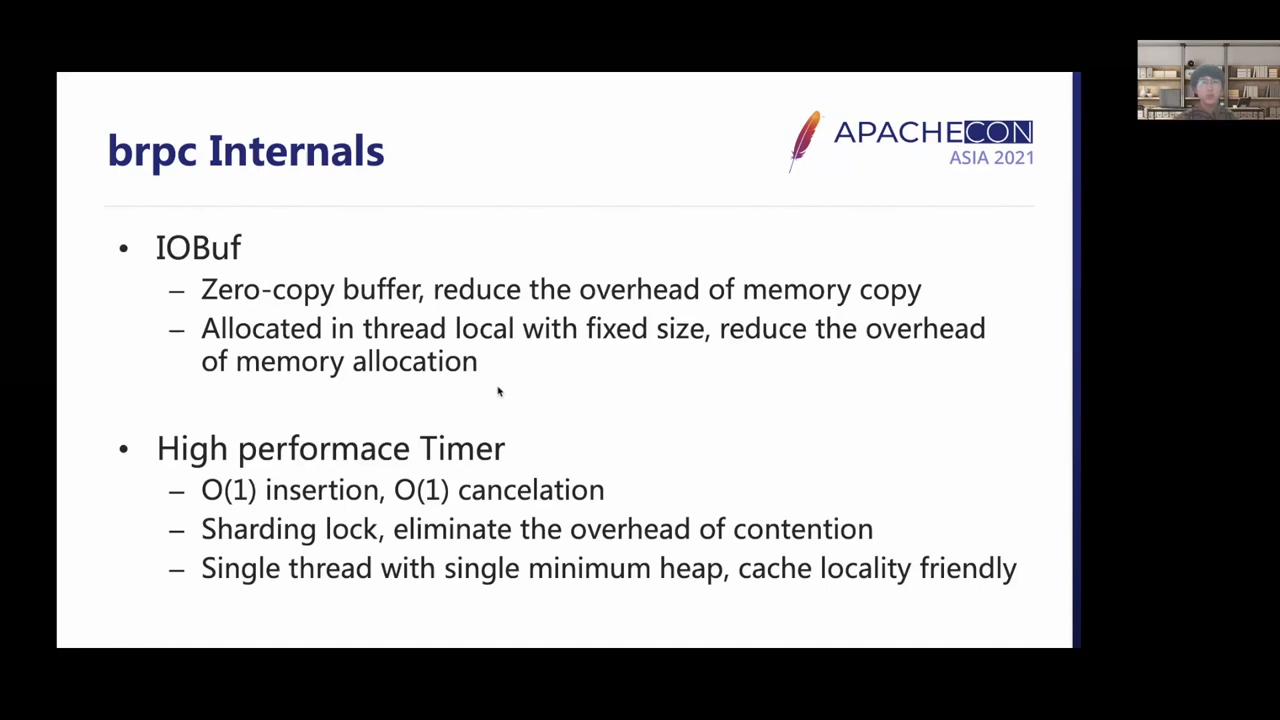 brpc Internals
APACHECON
ASIA 2021
• IOBuf
– Zero-copy buffer, reduce the overhead of memory copy
– Allocated in thread local with fixed size, reduce the overhead
of memory allocation
• High performace Timer
– O(1) insertion, O(1) cancelation
– Sharding lock, eliminate the overhead of contention
– Single thread with single minimum heap, cache locality friendly